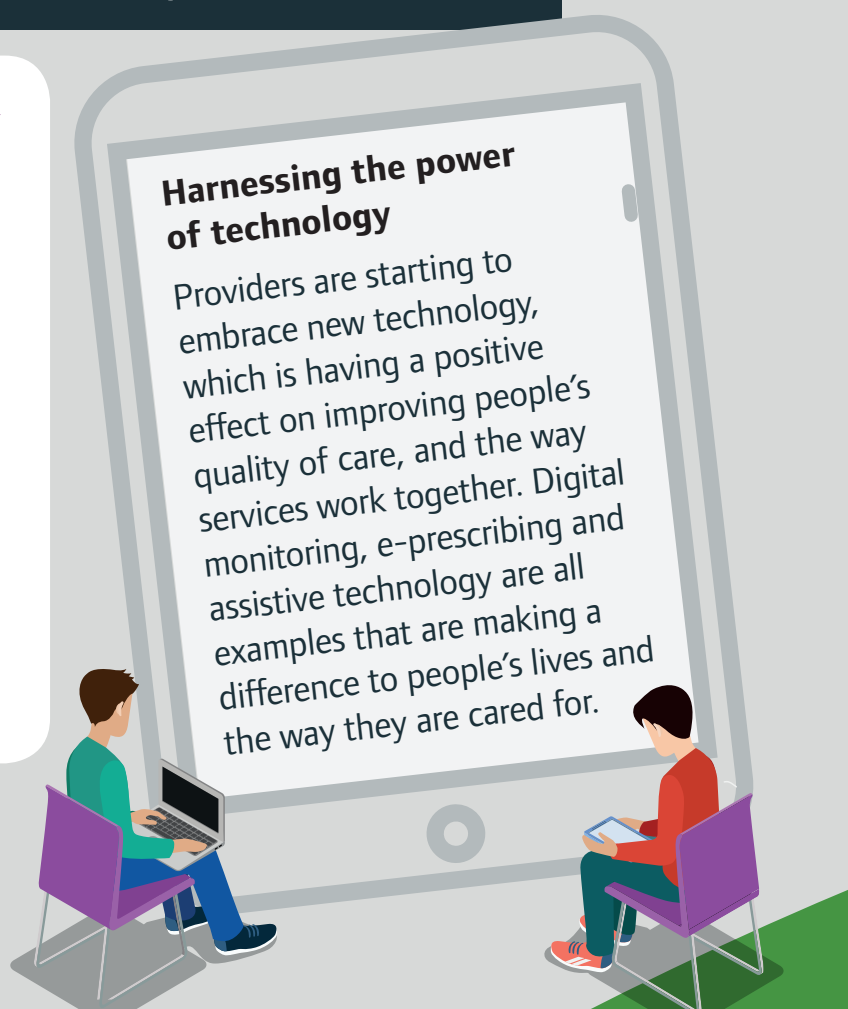 Harnessing the power
of technology
Providers are starting to
embrace new technology,
which is having a positive
effect on improving people’s
quality of care, and the way
services work together. Digital
monitoring, e-prescribing and
assistive technology are all
examples that are making a
difference to people’s lives and
the way they are cared for.